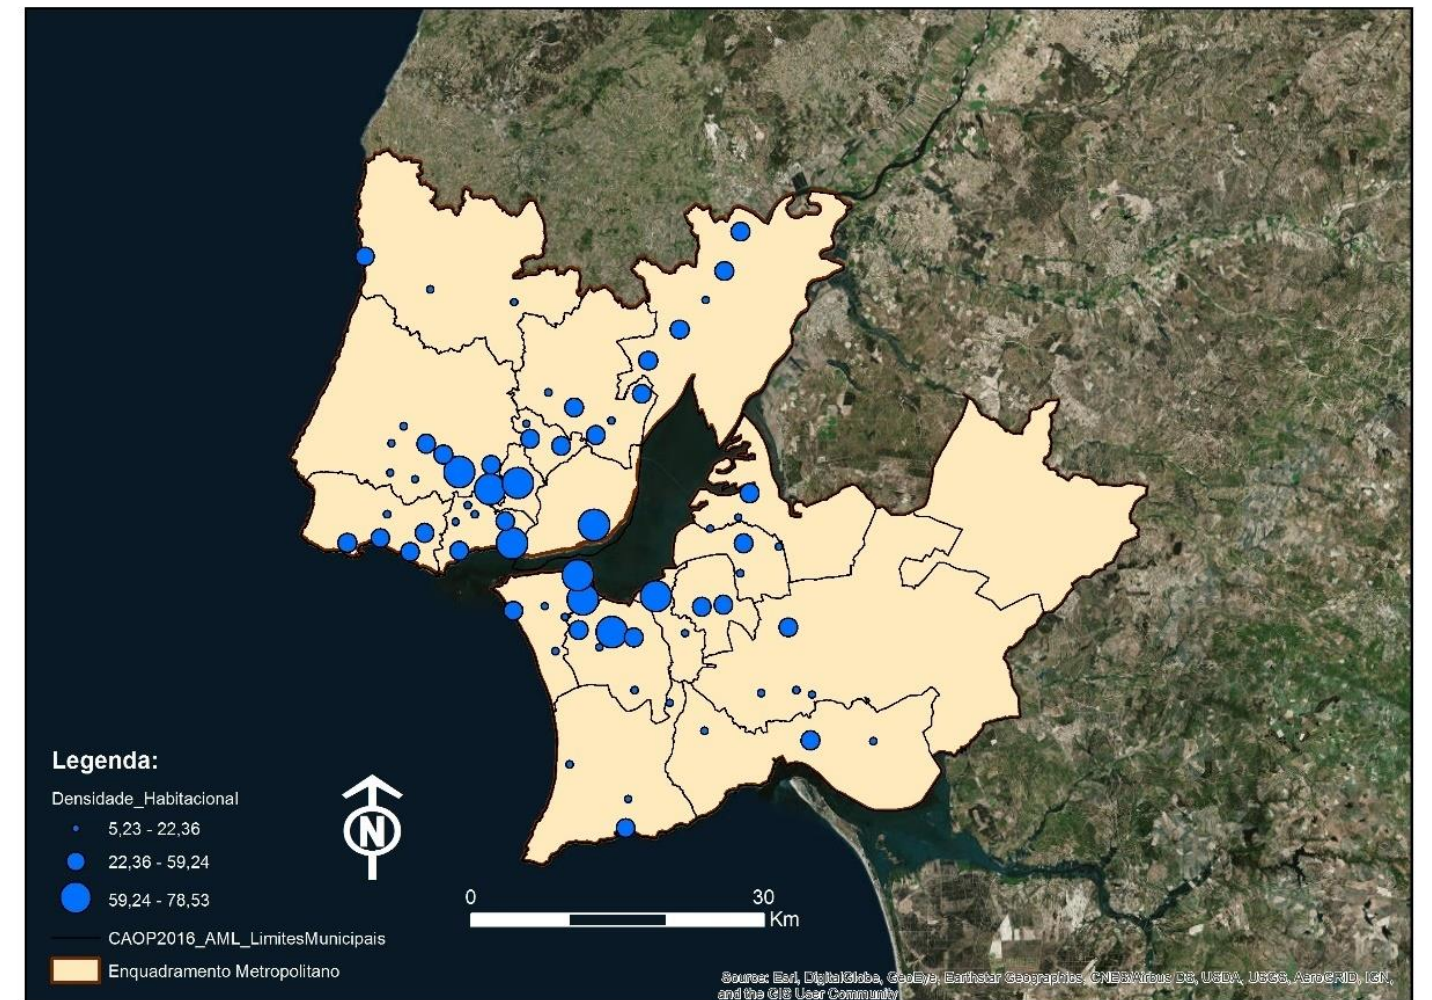 Legenda:
Densidade_Habitacional
5,23 - 22,36
22,36 - 59,24
59,24 - 78,53
CAOP2016_AML_LimitesMunicipais
Enquadramento Metropolitano
N
0 30
Km
Source: Esri, DigitalGlobe, GeoEye, Earthstar Geographics, CNES/Airbus DS, USDA, USGS, AeroGRID, IGN,
and the GIS User Community